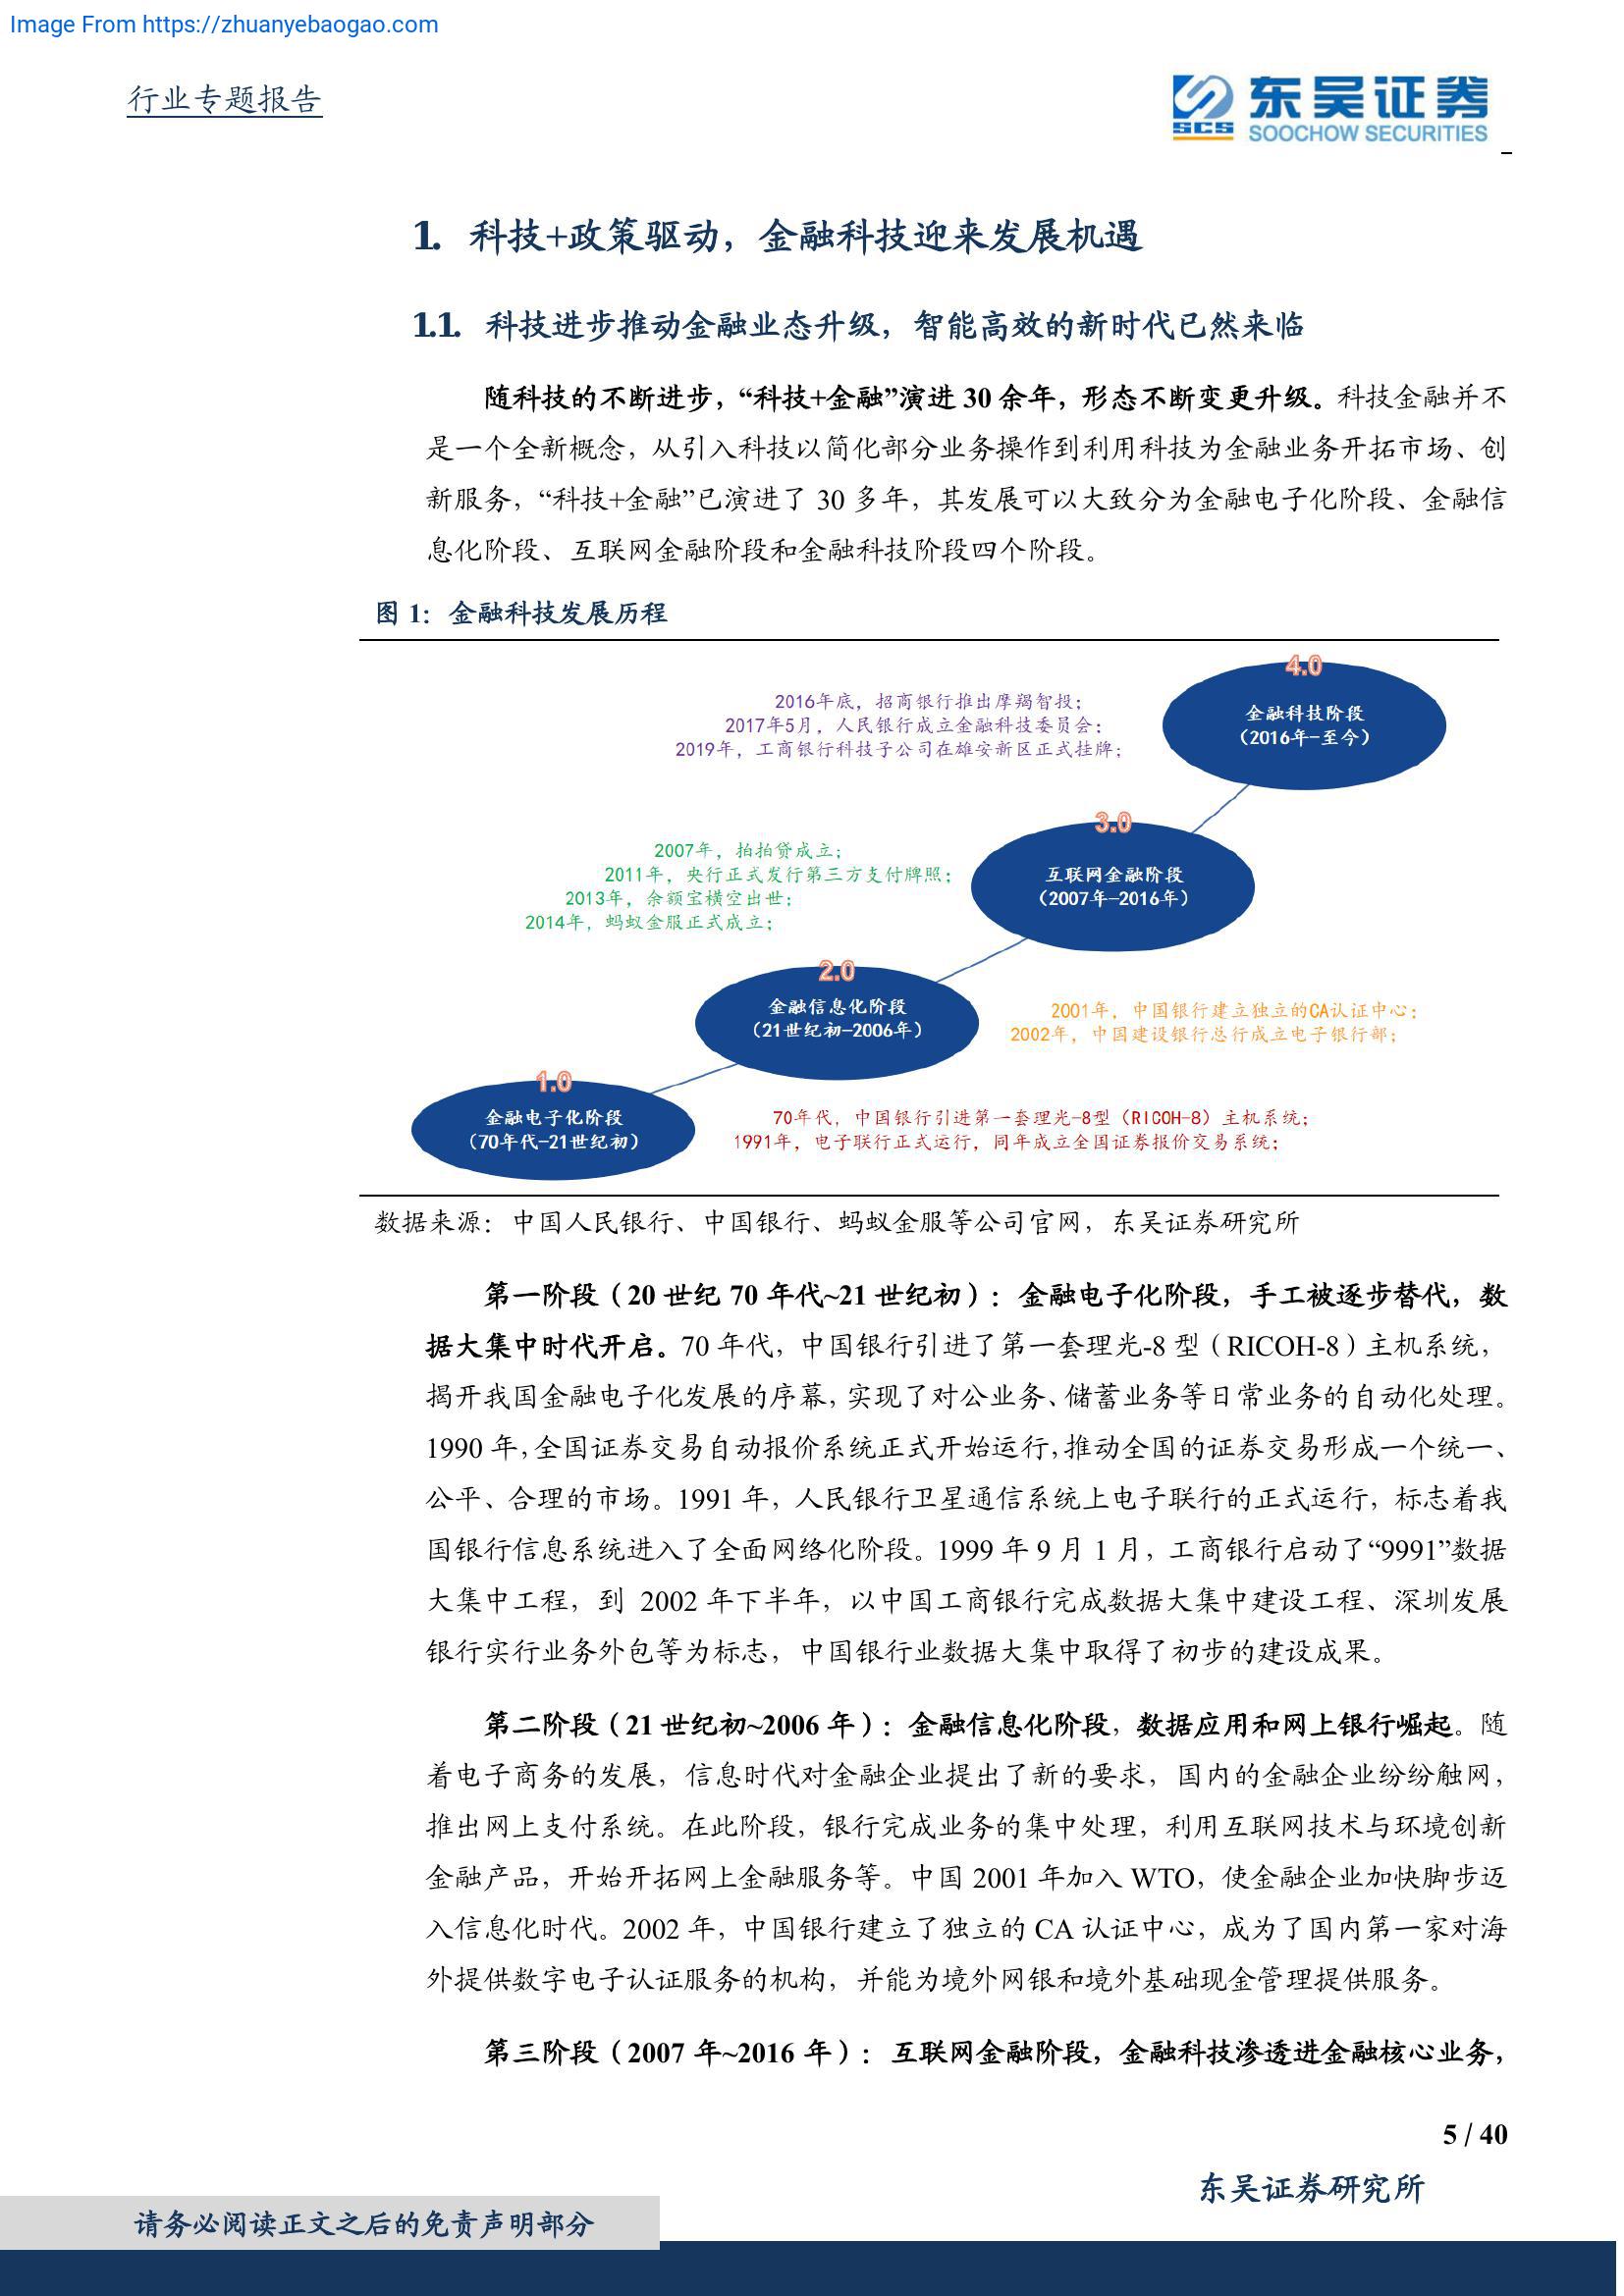 Image From https://zhuanyebaogao.com
行业专题报告
SCS 东吴证券
SOOCHOW SECURITIES
1. 科技+政策驱动，金融科技迎来发展机遇
1.1. 科技进步推动金融业态升级，智能高效的新时代已然来临
随科技的不断进步，“科技+金融”演进 30 余年，形态不断变更升级。科技金融并不
是一个全新概念，从引入科技以简化部分业务操作到利用科技为金融业务开拓市场、创
新服务，“科技+金融”已演进了 30 多年，其发展可以大致分为金融电子化阶段、金融信
息化阶段、互联网金融阶段和金融科技阶段四个阶段。
图 1：金融科技发展历程
4.0
金融科技阶段
（2016年-至今）
2016年底，招商银行推出摩羯智投；
2017年5月，人民银行成立金融科技委员会；
2019年，工商银行科技子公司在雄安新区正式挂牌；
3.0
互联网金融阶段
（2007年-2016年）
2007年，拍拍贷成立；
2011年，央行正式发行第三方支付牌照；
2013年，余额宝横空出世；
2014年，蚂蚁金服正式成立；
2.0
金融信息化阶段
（21世纪初-2006年）
2001年，中国银行建立独立的CA认证中心；
2002年，中国建设银行总行成立电子银行部；
1.0
金融电子化阶段
（70年代-21世纪初）
70年代，中国银行引进第一套理光-8型（RICOH-8）主机系统；
1991年，电子联行正式运行，同年成立全国证券报价交易系统；
数据来源：中国人民银行、中国银行、蚂蚁金服等公司官网，东吴证券研究所
第一阶段（20 世纪 70 年代~21 世纪初）：金融电子化阶段，手工被逐步替代，数
据大集中时代开启。70 年代，中国银行引进了第一套理光-8 型（RICOH-8）主机系统，
揭开我国金融电子化发展的序幕，实现了对公业务、储蓄业务等日常业务的自动化处理。
1990 年，全国证券交易自动报价系统正式开始运行，推动全国的证券交易形成一个统一、
公平、合理的市场。1991 年，人民银行卫星通信系统上电子联行的正式运行，标志着我
国银行信息系统进入了全面网络化阶段。1999 年 9 月 1 月，工商银行启动了“9991”数据
大集中工程，到 2002 年下半年，以中国工商银行完成数据大集中建设工程、深圳发展
银行实行业务外包等为标志，中国银行业数据大集中取得了初步的建设成果。
第二阶段（21 世纪初~2006 年）：金融信息化阶段，数据应用和网上银行崛起。随
着电子商务的发展，信息时代对金融企业提出了新的要求，国内的金融企业纷纷触网，
推出网上支付系统。在此阶段，银行完成业务的集中处理，利用互联网技术与环境创新
金融产品，开始开拓网上金融服务等。中国 2001 年加入 WTO，使金融企业加快脚步迈
入信息化时代。2002 年，中国银行建立了独立的 CA 认证中心，成为了国内第一家对海
外提供数字电子认证服务的机构，并能为境外网银和境外基础现金管理提供服务。
第三阶段（2007 年~2016 年）：互联网金融阶段，金融科技渗透进金融核心业务，
5 / 40
东吴证券研究所
请务必阅读正文之后的免责声明部分